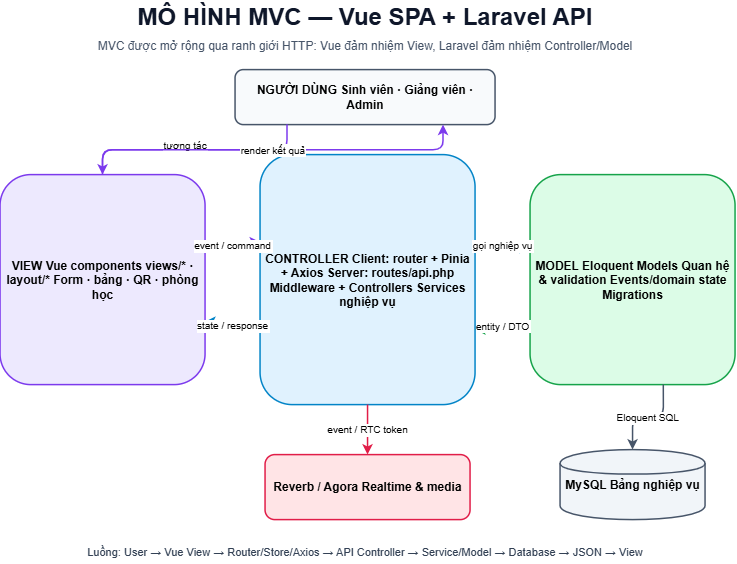 MÔ HÌNH MVC — Vue SPA + Laravel API
MVC được mở rộng qua ranh giới HTTP: Vue đảm nhiệm View, Laravel đảm nhiệm Controller/Model
NGƯỜI DÙNG Sinh viên · Giảng viên ·
Admin
tương tác
render kết quả
event / command
gọi nghiệp vụ
VIEW Vue components views/* ·
layout/* Form · bảng · QR · phòng
học
CONTROLLER Client: router + Pinia
+ Axios Server: routes/api.php
Middleware + Controllers Services
nghiệp vụ
MODEL Eloquent Models Quan hệ
& validation Events/domain state
Migrations
state / response
entity / DTO
Eloquent SQL
event / RTC token
Reverb / Agora Realtime & media
MySQL Bảng nghiệp vụ
Luồng: User → Vue View → Router/Store/Axios → API Controller → Service/Model → Database → JSON → View